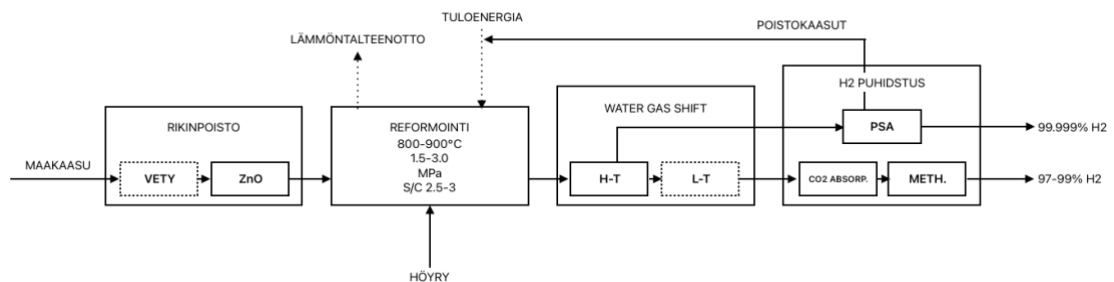 TULOENERGIA
LÄMMÖNTALTEENOTTO
POISTOKAASUT
RIKINPOISTO
MAAKAASU
VETY
ZnO
REFORMOINTI
800-900°C
1.5-3.0
MPa
S/C 2.5-3
HÖYRY
WATER GAS SHIFT
H-T
L-T
H2 PUHIDSTUS
PSA
99.999% H2
CO2 ABSORP.
METH.
97-99% H2